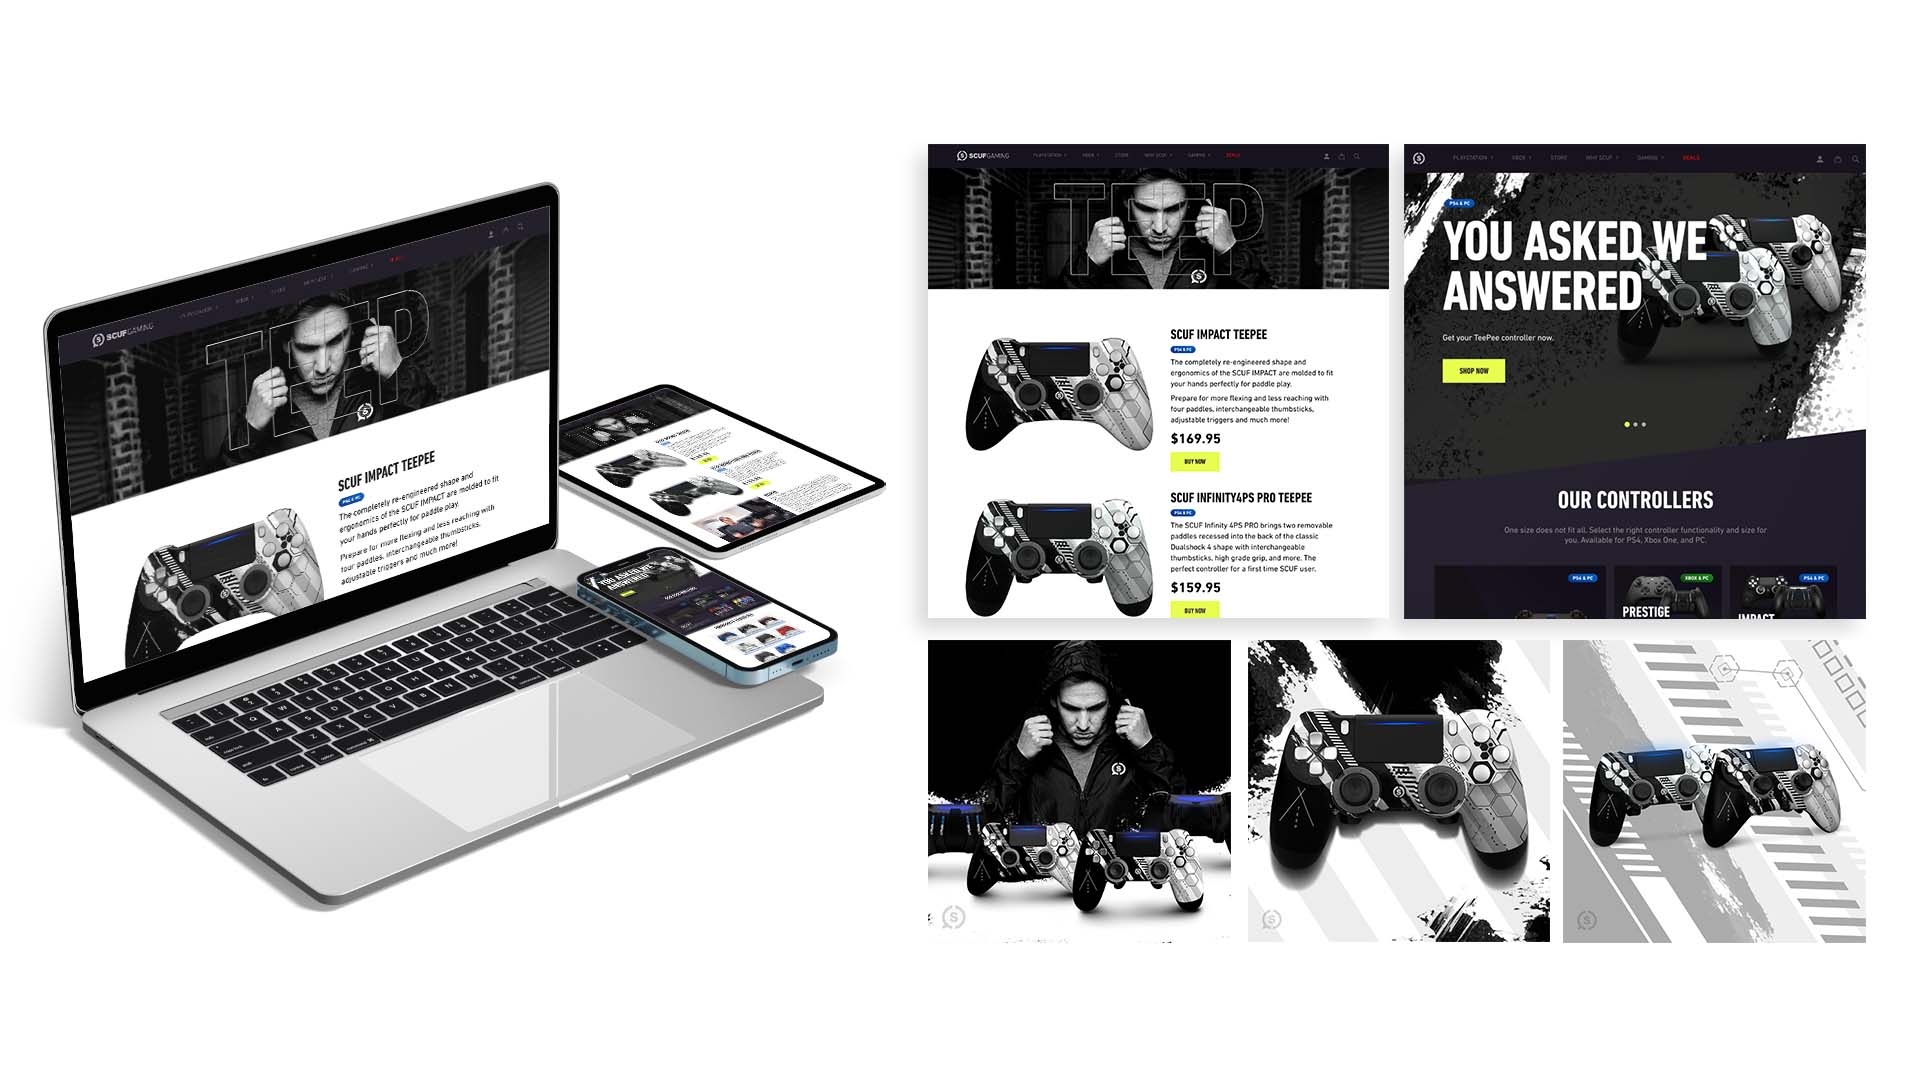 SCUFGAMING
GAMING
DEALS
TEEP
SCUF IMPACT TEEPEE
PS4 & PC
The completely re-engineered shape and
ergonomics of the SCUF IMPACT are molded to fit
your hands perfectly for paddle play.
Prepare for more flexing and less reaching with
four paddles, interchangeable thumbsticks,
adjustable triggers and much more!
YOU ASKED WE
ANSWERED
SCUFGAMING PLAYSTATION XBOX STORE WHY SCUF GAMING DEALS
TEEP
SCUF IMPACT TEEPEE
PS4 & PC
The completely re-engineered shape and
ergonomics of the SCUF IMPACT are molded to fit
your hands perfectly for paddle play.
Prepare for more flexing and less reaching with
four paddles, interchangeable thumbsticks,
adjustable triggers and much more!
$169.95
BUY NOW
SCUF INFINITY4PS PRO TEEPEE
PS4 & PC
The SCUF Infinity 4PS PRO brings two removable
paddles recessed into the back of the classic
Dualshock 4 shape with interchangeable
thumbsticks, high grade grip, and more. The
perfect controller for a first time SCUF user.
$159.95
BUY NOW
S PLAYSTATION XBOX STORE WHY SCUF GAMING DEALS
PS4 & PC
YOU ASKED WE
ANSWERED
Get your TeePee controller now.
SHOP NOW
OUR CONTROLLERS
One size does not fit all. Select the right controller functionality and size for
you. Available for PS4, Xbox One, and PC.
PS4 & PC
XBOX & PC
PS4 & PC
PRESTIGE
IMPACT